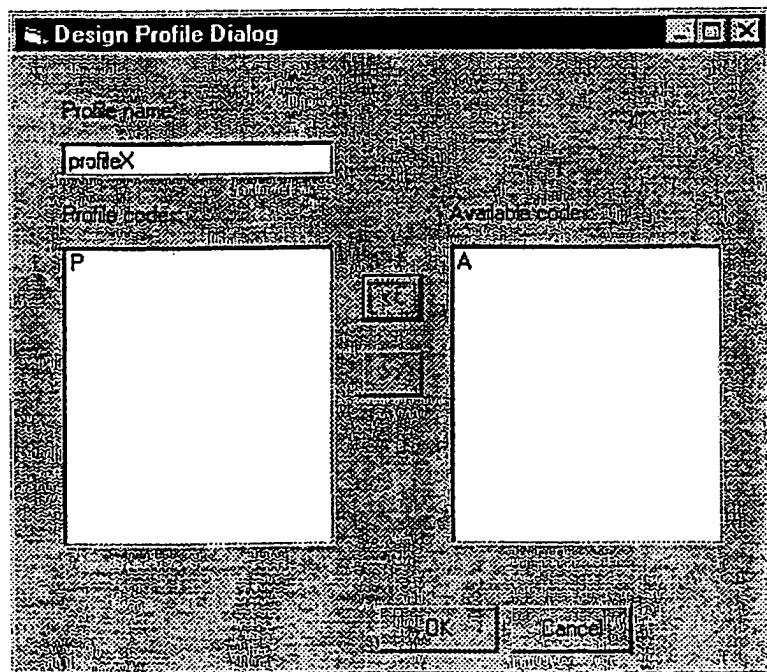 Design Profile Dialog
Profile name:
profileX
Profile codes:
Available codes:
P
A
<<
>>
OK
Cancel